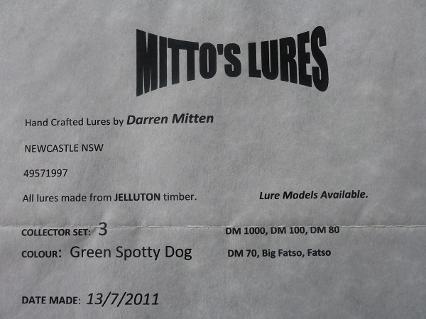 MITTO'S LURES
Hand Crafted Lures by Darren Mitten
NEWCASTLE NSW
49571997
All lures made from JELLUTON timber.
Lure Models Available.
COLLECTOR SET: 3
DM 1000, DM 100, DM 80
COLOUR: Green Spotty Dog
DM 70, Big Fatso, Fatso
DATE MADE: 13/7/2011